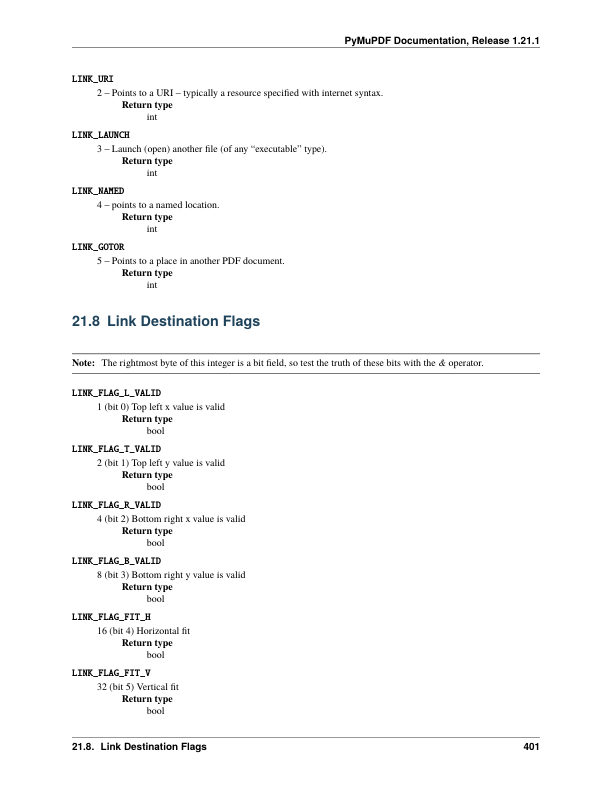 PyMuPDF Documentation, Release 1.21.1
LINK_URI
2 – Points to a URI – typically a resource specified with internet syntax.
Return type
int
LINK_LAUNCH
3 – Launch (open) another file (of any “executable” type).
Return type
int
LINK_NAMED
4 – points to a named location.
Return type
int
LINK_GOTOR
5 – Points to a place in another PDF document.
Return type
int
21.8 Link Destination Flags
Note: The rightmost byte of this integer is a bit field, so test the truth of these bits with the & operator.
LINK_FLAG_L_VALID
1 (bit 0) Top left x value is valid
Return type
bool
LINK_FLAG_T_VALID
2 (bit 1) Top left y value is valid
Return type
bool
LINK_FLAG_R_VALID
4 (bit 2) Bottom right x value is valid
Return type
bool
LINK_FLAG_B_VALID
8 (bit 3) Bottom right y value is valid
Return type
bool
LINK_FLAG_FIT_H
16 (bit 4) Horizontal fit
Return type
bool
LINK_FLAG_FIT_V
32 (bit 5) Vertical fit
Return type
bool
21.8. Link Destination Flags 401